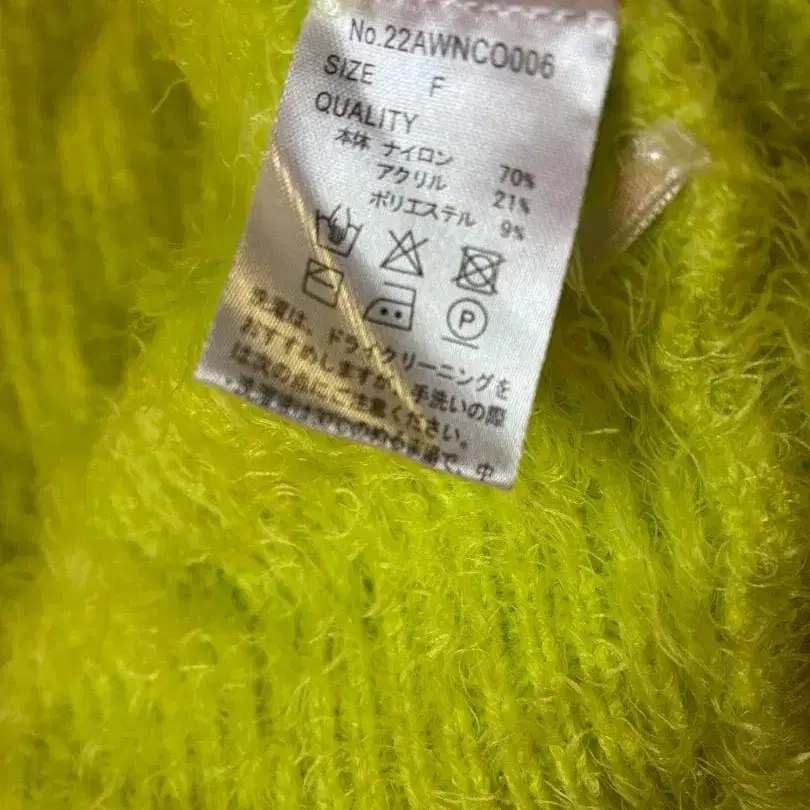 No.22AWNCO006
SIZE F
QUALITY
本体 ナイロン 70%
アクリル 21%
ポリエステル 9%
P
洗濯は、ドライクリーニングを
おすすめしますが、手洗いの際
は次の点にご注意ください。